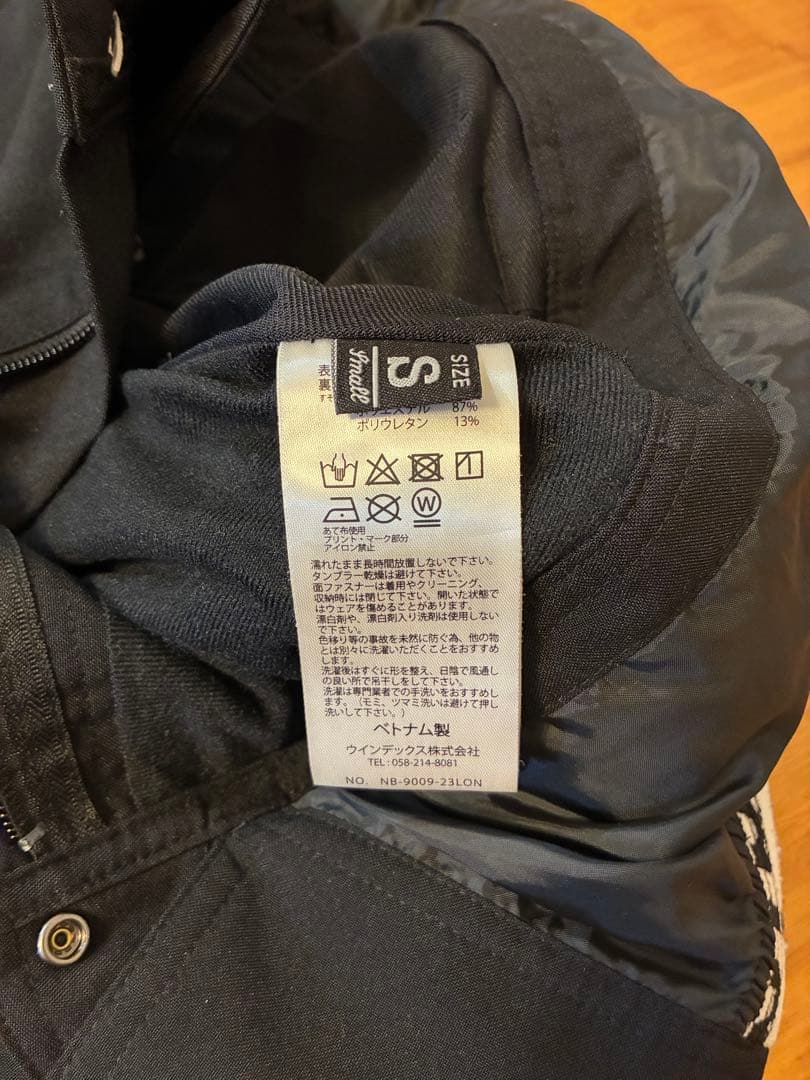 SIZE
S
Small
表
裏
すそ
ポリエステル 87%
ポリウレタン 13%
W
あて布使用
プリント・マーク部分
アイロン禁止
濡れたまま長時間放置しないで下さい。
タンブラー乾燥は避けて下さい。
面ファスナーは着用やクリーニング、
収納時には閉じて下さい。開いた状態で
はウェアを傷めることがあります。
漂白剤や、漂白剤入り洗剤は使用しない
で下さい。
色移り等の事故を未然に防ぐ為、他の物
とは別々に洗濯いただくことをおすすめ
します。
洗濯後はすぐに形を整え、日陰で風通し
の良い所で吊干しをして下さい。
洗濯は専門業者での手洗いをおすすめし
ます。（モミ、ツマミ洗いは避けて押し
洗いして下さい。）
ベトナム製
ウインデックス株式会社
TEL : 058-214-8081
NO. NB-9009-23LON